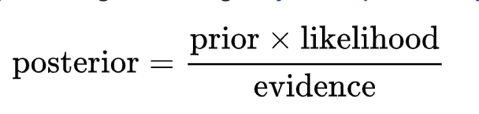 posterior = prior × likelihood
evidence